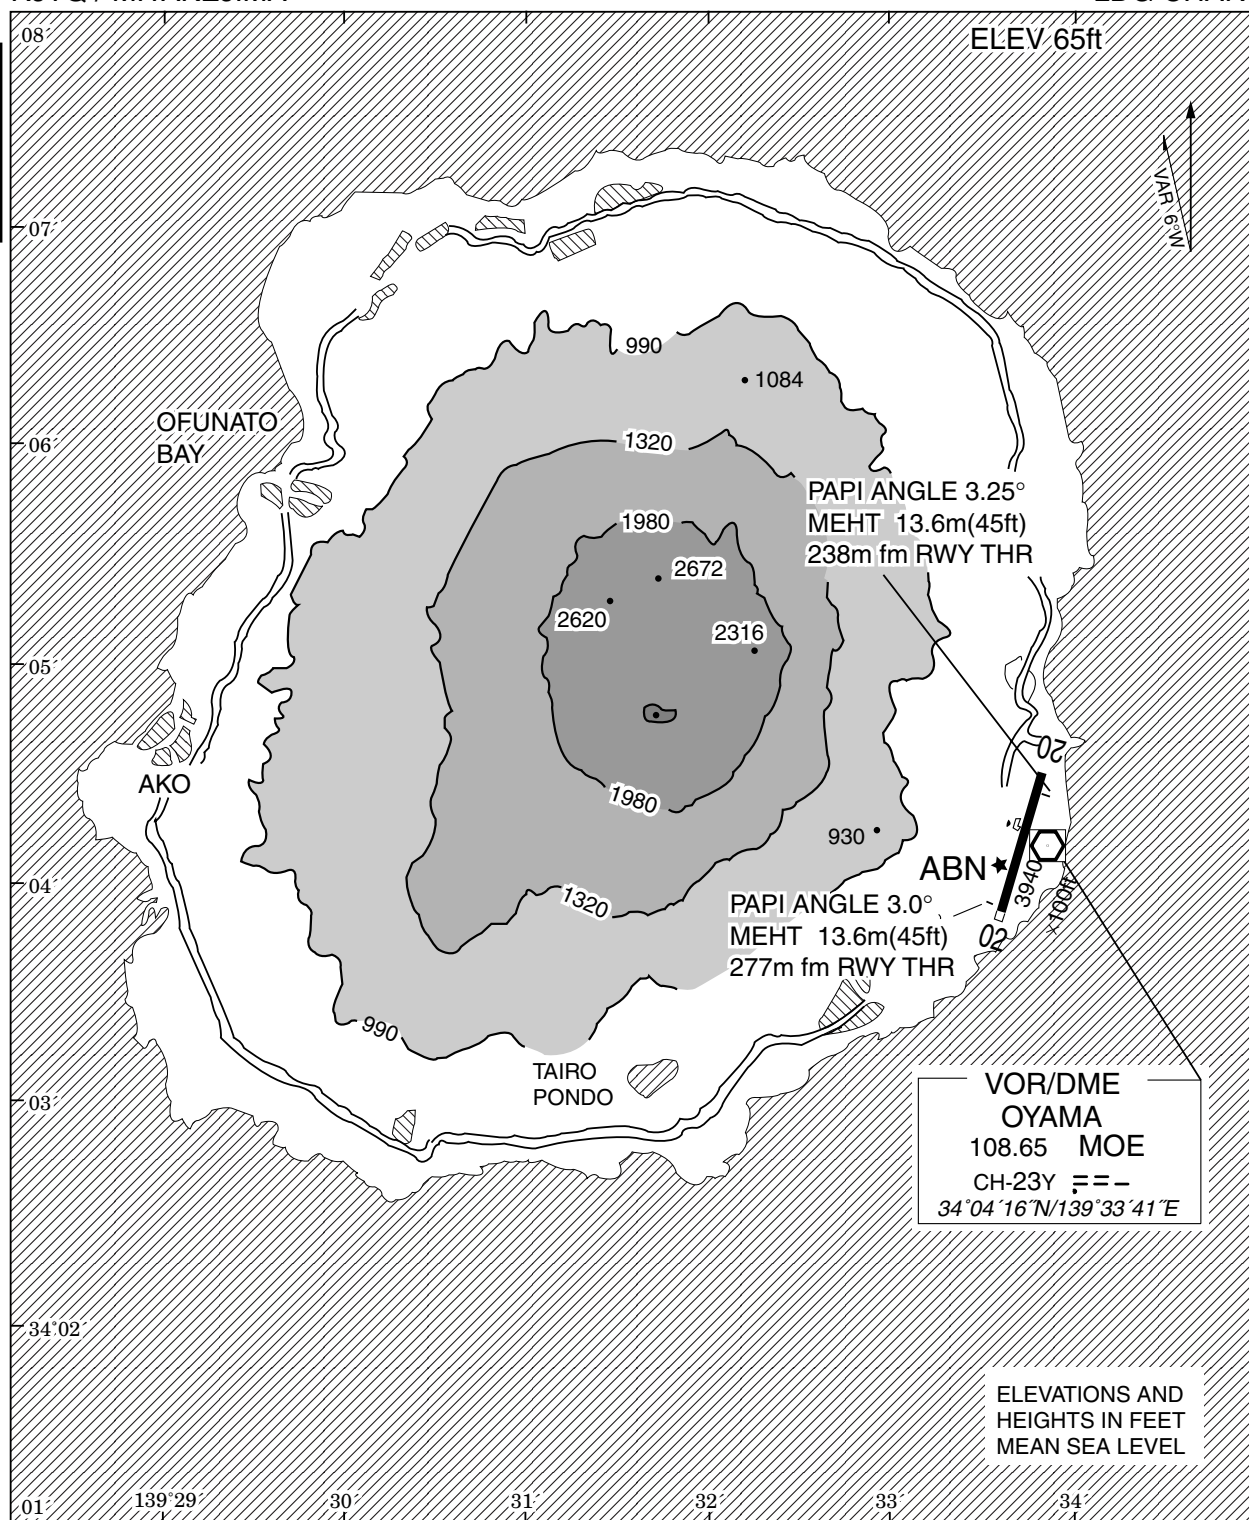 08´
ELEV 65ft
VAR 6°W
07´
990
1084
OFUNATO
BAY
06´
1320
PAPI ANGLE 3.25°
MEHT 13.6m(45ft)
238m fm RWY THR
1980
2672
2620
2316
05´
20
AKO
1980
930
ABN
04´
3940
×100ft
1320
PAPI ANGLE 3.0°
MEHT 13.6m(45ft)
277m fm RWY THR
02
990
TAIRO
PONDO
VOR/DME
OYAMA
108.65 MOE
CH-23Y
34°04´16˝N/139°33´41˝E
03´
34°02´
ELEVATIONS AND
HEIGHTS IN FEET
MEAN SEA LEVEL
01´
139°29´ 30´ 31´ 32´ 33´ 34´